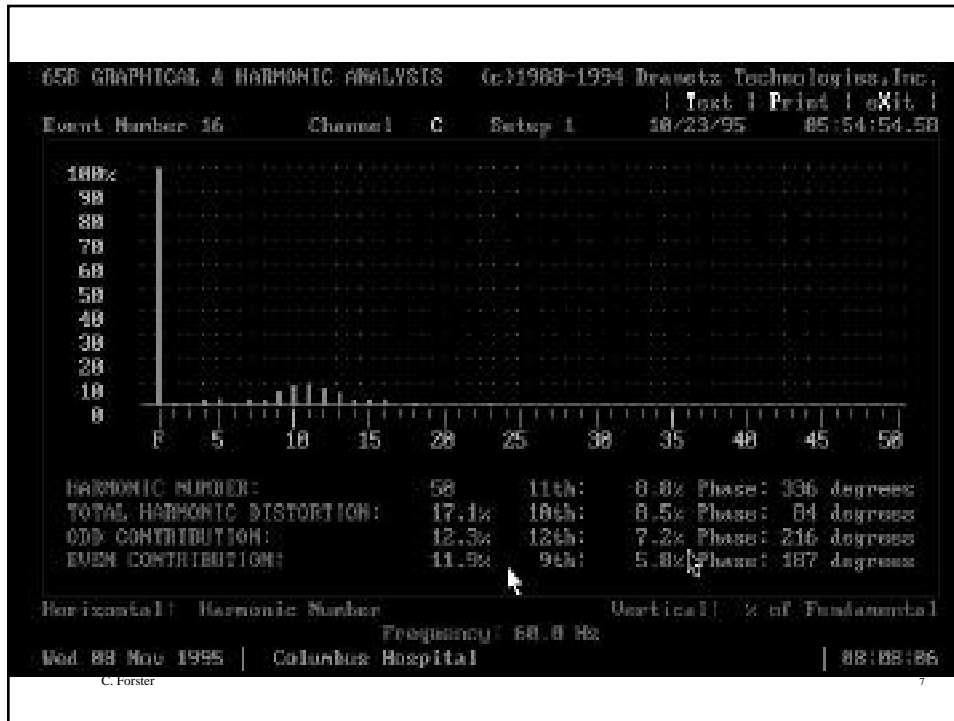 658 GRAPHICAL & HARMONIC ANALYSIS (c)1988-1994 Dranetz Technologies,Inc.
| Text | Print | eXit |
Event Number 16 Channel C Setup 1 10/23/95 05:54:54.58
100%
90
80
70
60
50
40
30
20
10
0
F 5 10 15 20 25 30 35 40 45 50
HARMONIC NUMBER: 50 11th: 8.8% Phase: 336 degrees
TOTAL HARMONIC DISTORTION: 17.1% 10th: 8.5% Phase: 84 degrees
ODD CONTRIBUTION: 12.3% 12th: 7.2% Phase: 216 degrees
EVEN CONTRIBUTION: 11.9% 9th: 5.8% Phase: 187 degrees
Horizontal: Harmonic Number Vertical: % of Fundamental
Frequency: 60.0 Hz
Wed 08 Nov 1995 | Columbus Hospital | 08:08:06
C. Forster 7